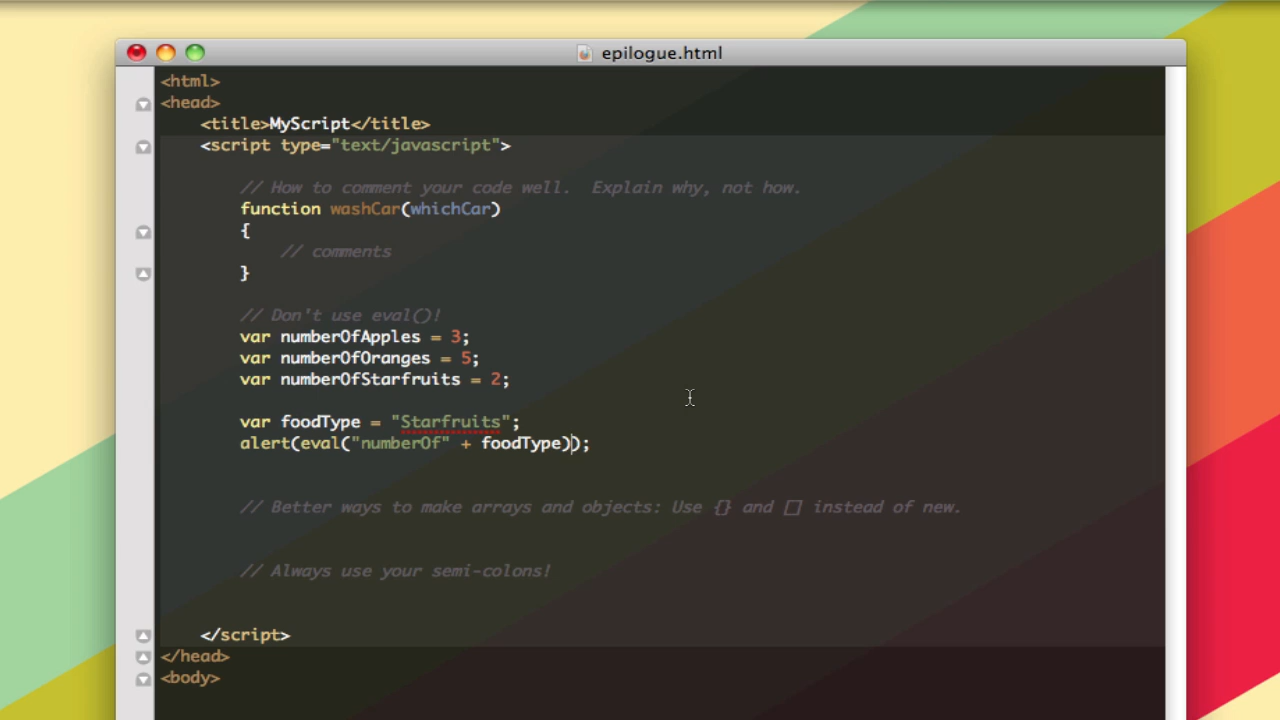 epilogue.html
<html>
<head>
<title>MyScript</title>
<script type="text/javascript">
// How to comment your code well.  Explain why, not how.
function washCar(whichCar)
{
// comments
}
// Don't use eval()!
var numberOfApples = 3;
var numberOfOranges = 5;
var numberOfStarfruits = 2;
var foodType = "Starfruits";
alert(eval("numberOf" + foodType));
// Better ways to make arrays and objects: Use {} and [] instead of new.
// Always use your semi-colons!
</script>
</head>
<body>